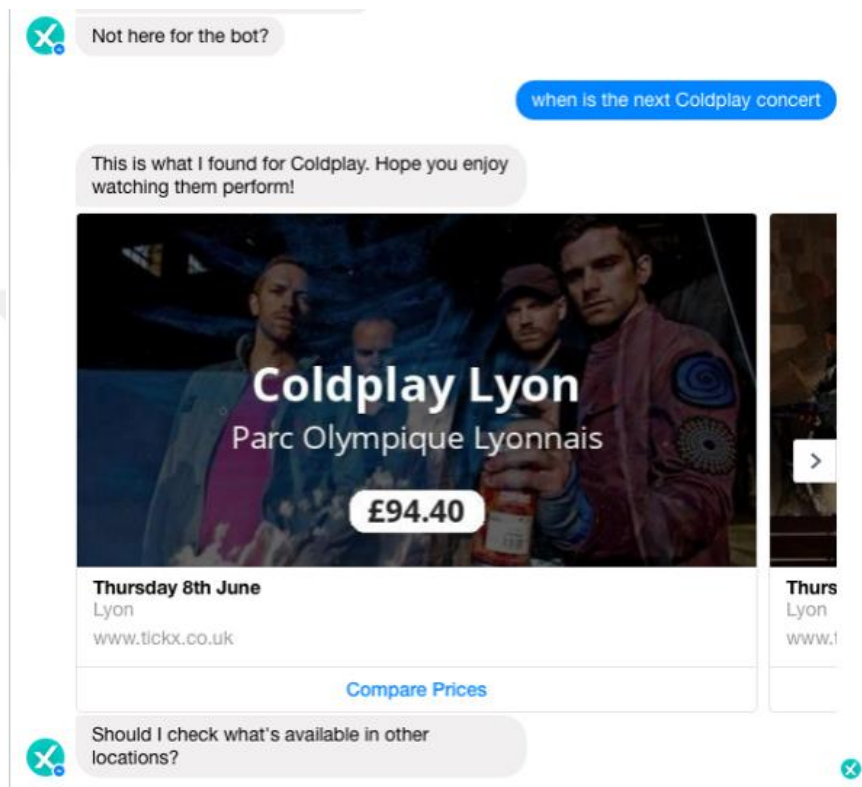 Not here for the bot?
when is the next Coldplay concert
This is what I found for Coldplay. Hope you enjoy
watching them perform!
Coldplay Lyon
Parc Olympique Lyonnais
£94.40
Thursday 8th June
Lyon
www.tickx.co.uk
Compare Prices
Thurs
Lyon
www.t
Should I check what's available in other
locations?